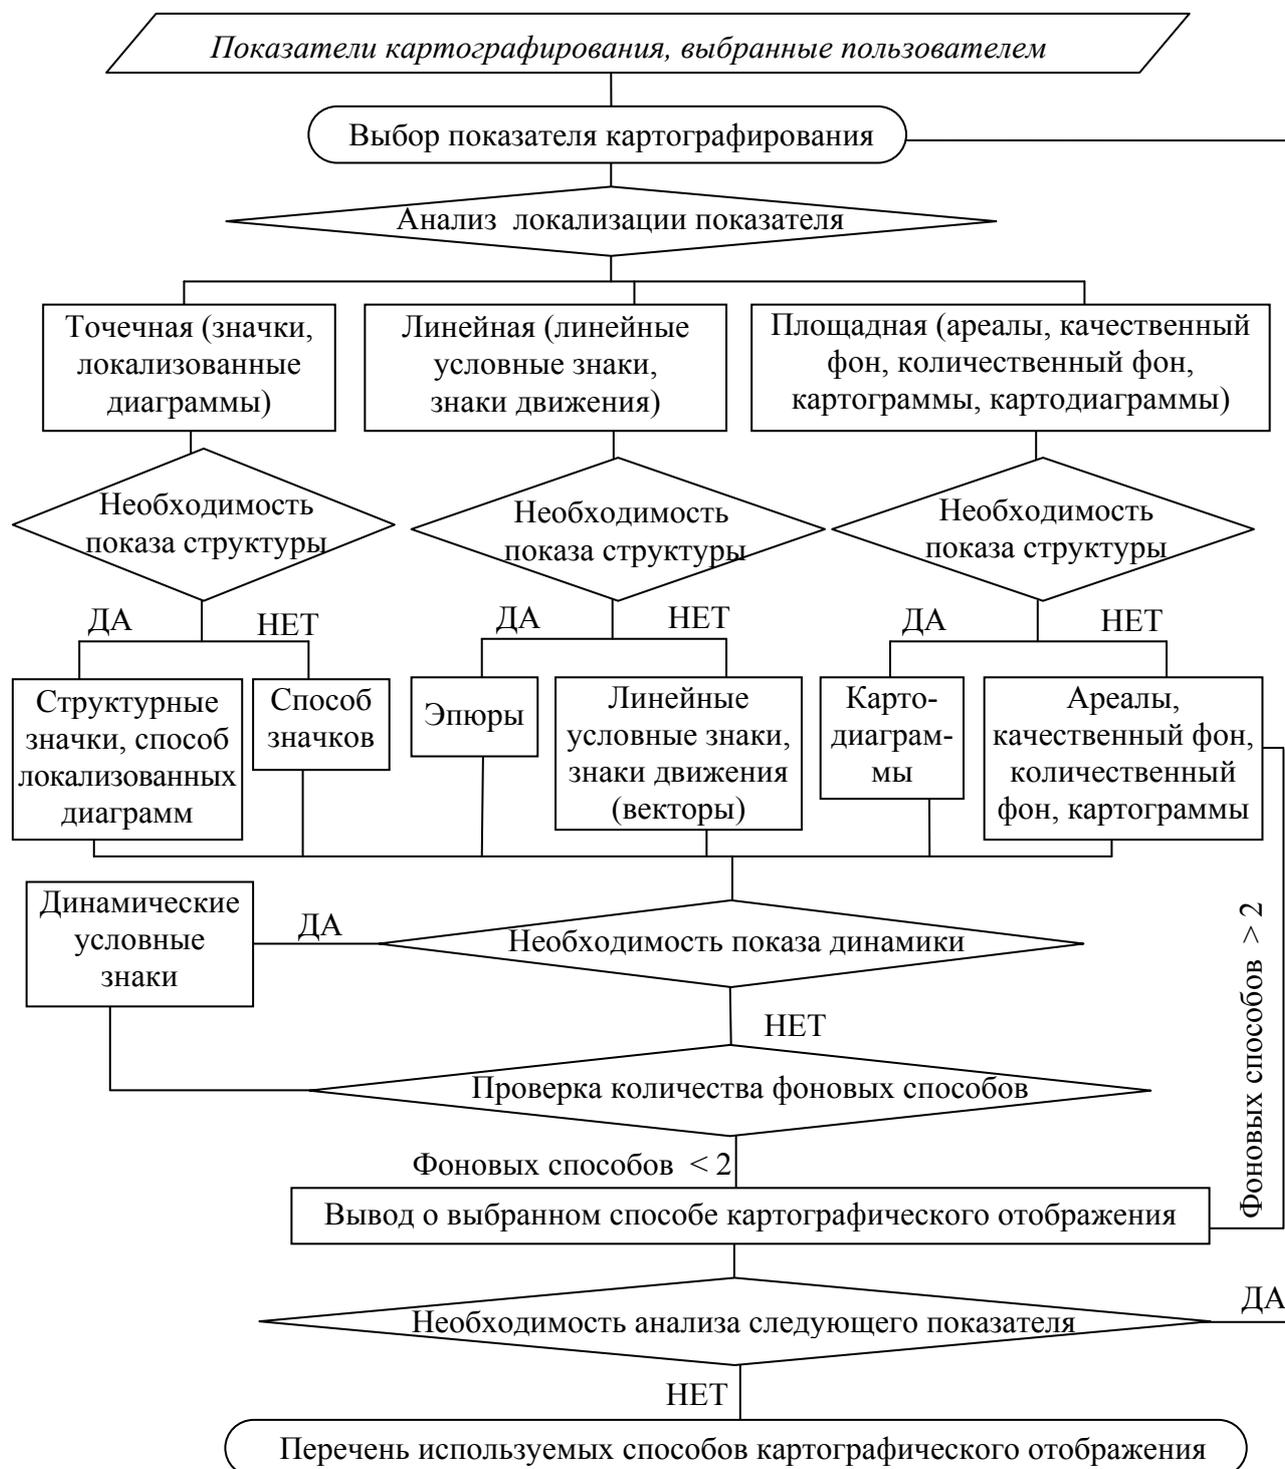 Показатели картографирования, выбранные пользователем
Выбор показателя картографирования
Анализ локализации показателя
Точечная (значки,
локализованные
диаграммы)
Линейная (линейные
условные знаки,
знаки движения)
Площадная (ареалы, качественный
фон, количественный фон,
картограммы, картодиаграммы)
Необходимость
показа структуры
Необходимость
показа структуры
Необходимость
показа структуры
ДА
НЕТ
ДА
НЕТ
ДА
НЕТ
Структурные
значки, способ
локализованных
диаграмм
Способ
значков
Эпюры
Линейные
условные знаки,
знаки движения
(векторы)
Карто-
диаграм-
мы
Ареалы,
качественный фон,
количественный
фон, картограммы
Динамические
условные
знаки
ДА
Необходимость показа динамики
НЕТ
Фоновых способов > 2
Проверка количества фоновых способов
Фоновых способов < 2
Вывод о выбранном способе картографического отображения
ДА
Необходимость анализа следующего показателя
НЕТ
Перечень используемых способов картографического отображения